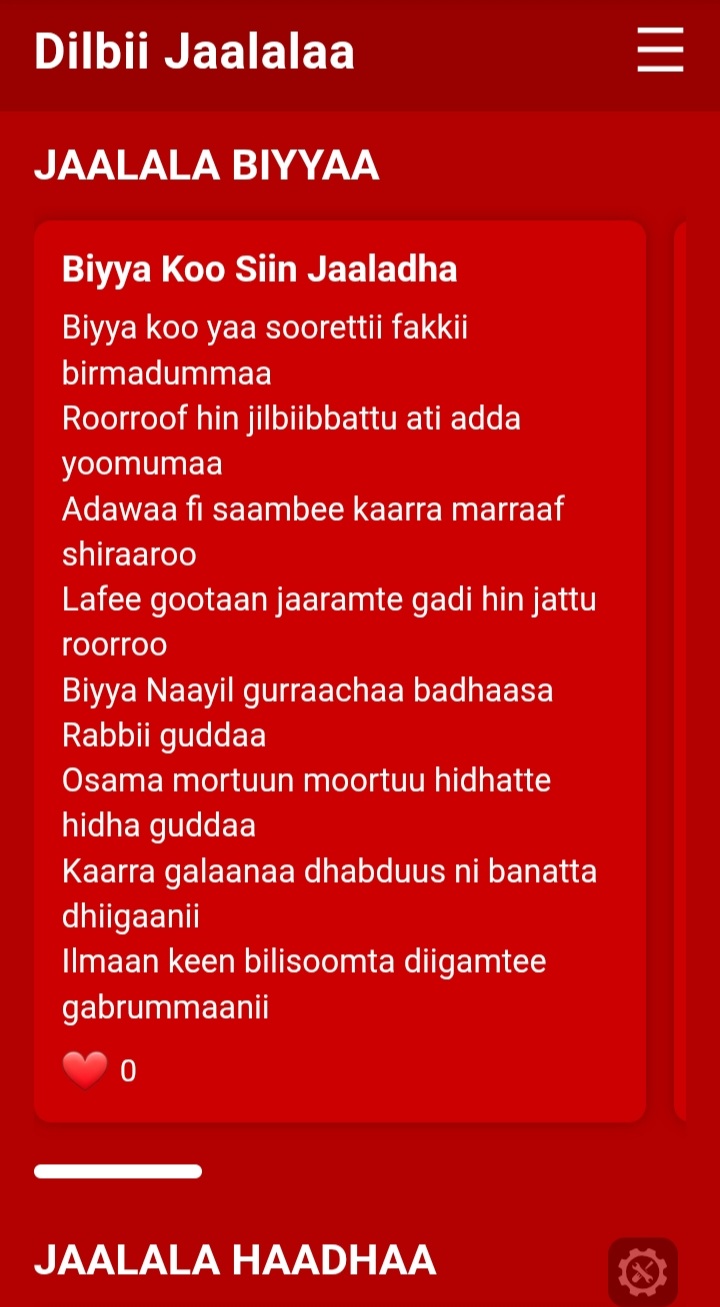 Dilbii Jaalalaa
JAALALA BIYYAA
Biyya Koo Siin Jaaladha
Biyya koo yaa soorettii fakkii
birmadummaa
Roorroof hin jilbiibbattu ati adda
yoomumaa
Adawaa fi saambee kaarra marraaf
shiraaroo
Lafee gootaan jaaramte gadi hin jattu
roorroo
Biyya Naayil gurraachaa badhaasa
Rabbii guddaa
Osama mortuun moortuu hidhatte
hidha guddaa
Kaarra galaanaa dhabduus ni banatta
dhiigaanii
Ilmaan keen bilisoomta diigamtee
gabrummaanii
❤️ 0
JAALALA HAADHAA